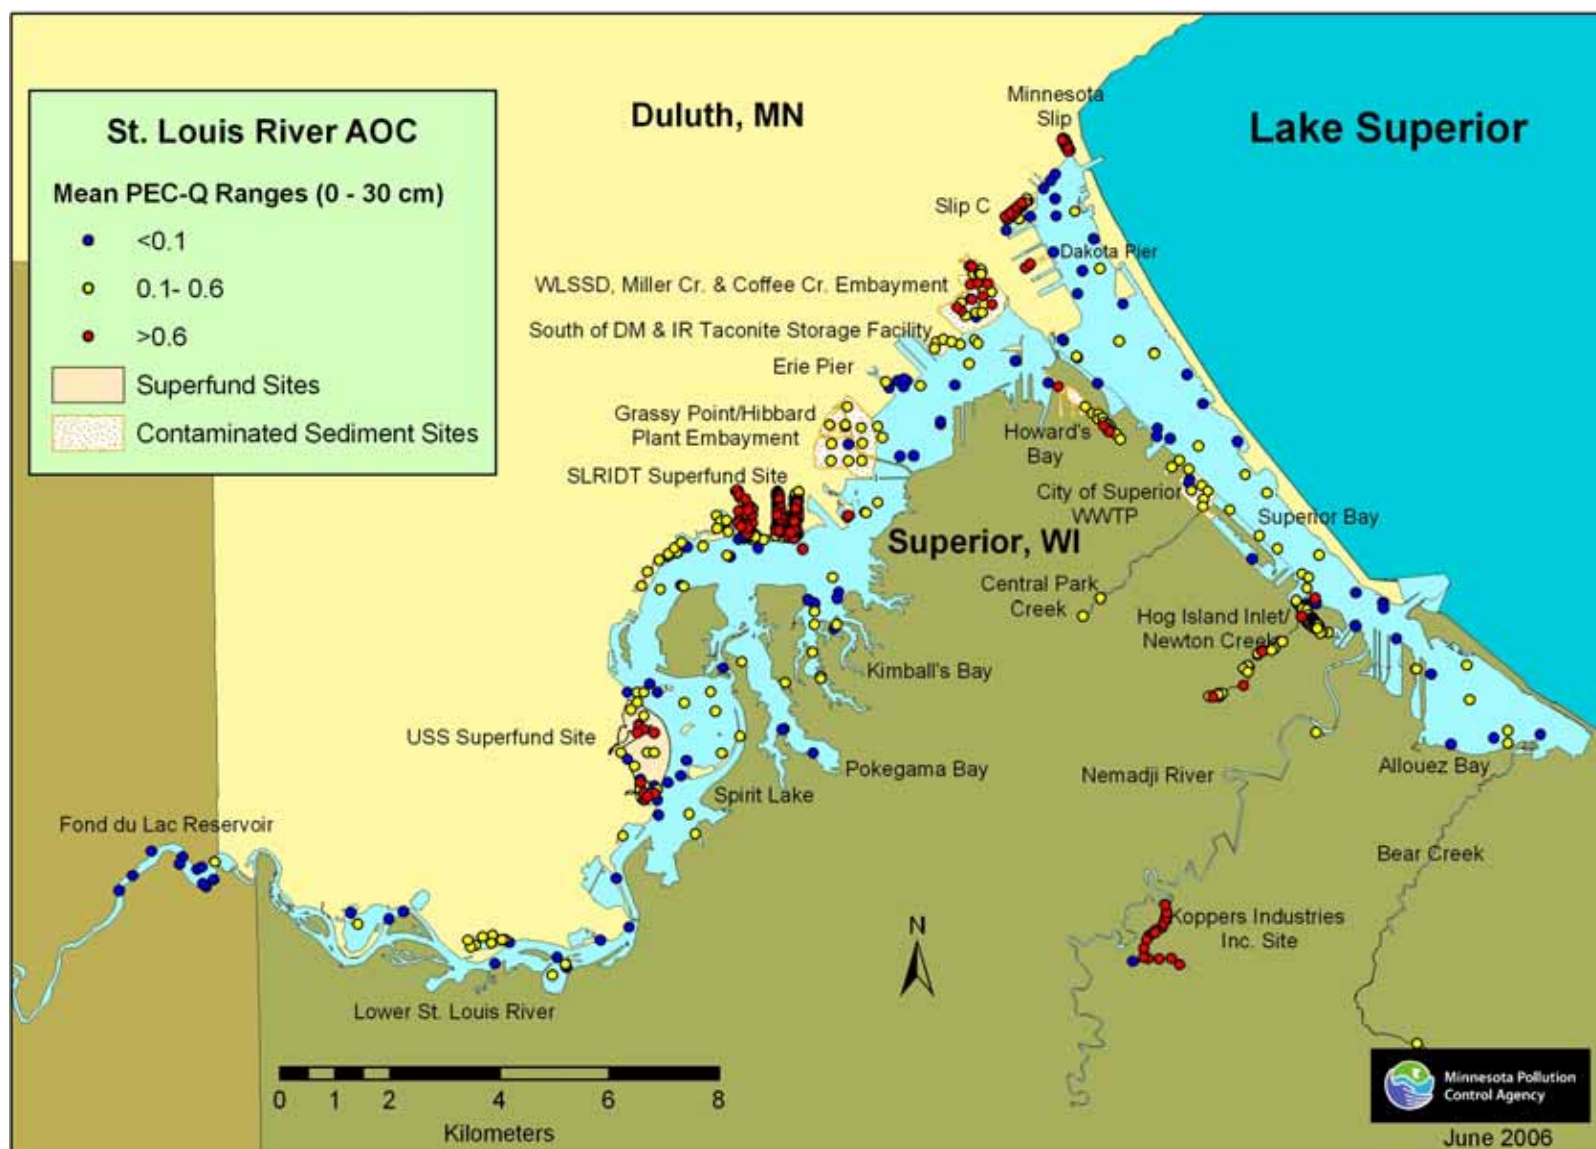 St. Louis River AOC
Mean PEC-Q Ranges (0 - 30 cm)
<0.1
0.1- 0.6
>0.6
Superfund Sites
Contaminated Sediment Sites
Duluth, MN
Lake Superior
Minnesota
Slip
Slip C
Dakota Pier
WLSSD, Miller Cr. & Coffee Cr. Embayment
South of DM & IR Taconite Storage Facility
Erie Pier
Grassy Point/Hibbard
Plant Embayment
SLRIDT Superfund Site
Howard's
Bay
City of Superior
WWTP
Superior Bay
Superior, WI
Central Park
Creek
Hog Island Inlet/
Newton Creek
Kimball's Bay
USS Superfund Site
Pokegama Bay
Spirit Lake
Nemadji River
Allouez Bay
Fond du Lac Reservoir
Bear Creek
Koppers Industries
Inc. Site
N
Lower St. Louis River
0 1 2 4 6 8
Kilometers
Minnesota Pollution
Control Agency
June 2006